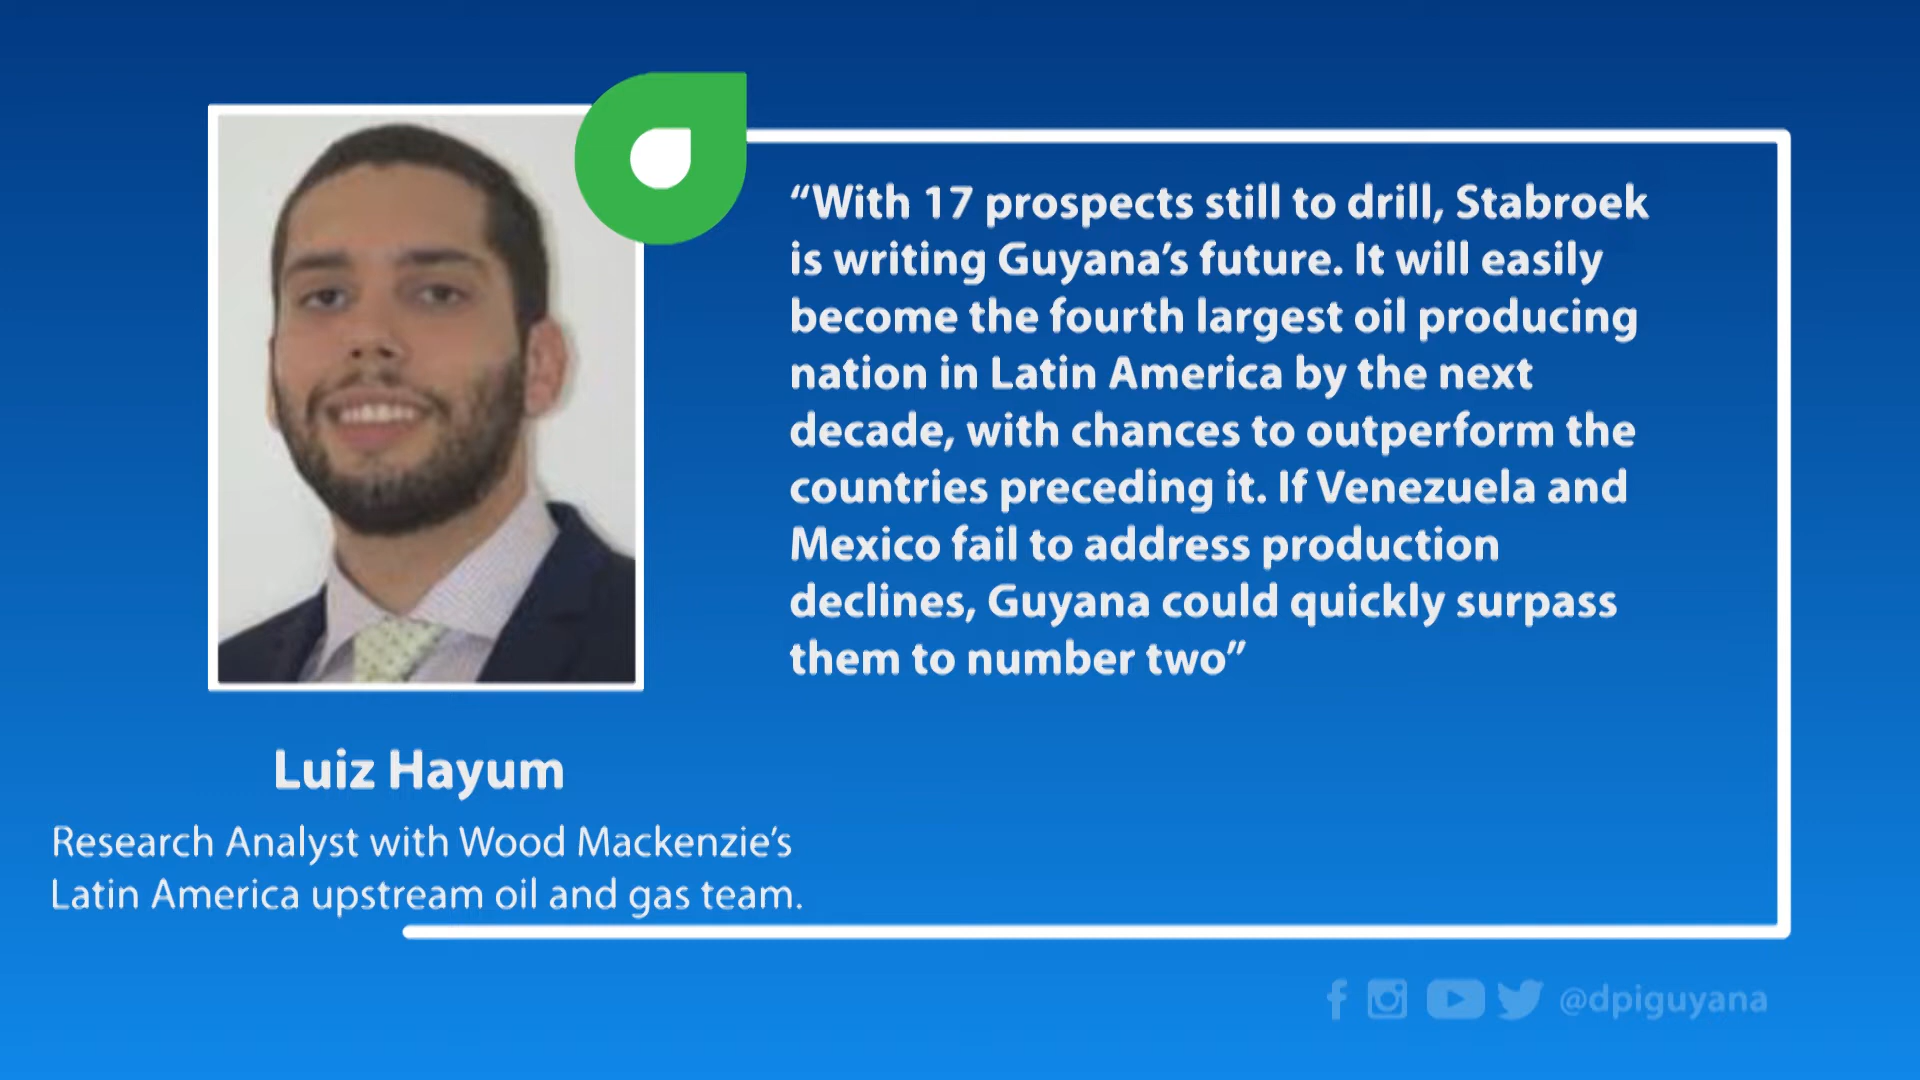 “With 17 prospects still to drill, Stabroek
is writing Guyana’s future. It will easily
become the fourth largest oil producing
nation in Latin America by the next
decade, with chances to outperform the
countries preceding it. If Venezuela and
Mexico fail to address production
declines, Guyana could quickly surpass
them to number two”
Luiz Hayum
Research Analyst with Wood Mackenzie’s
Latin America upstream oil and gas team.
@dpiguyana